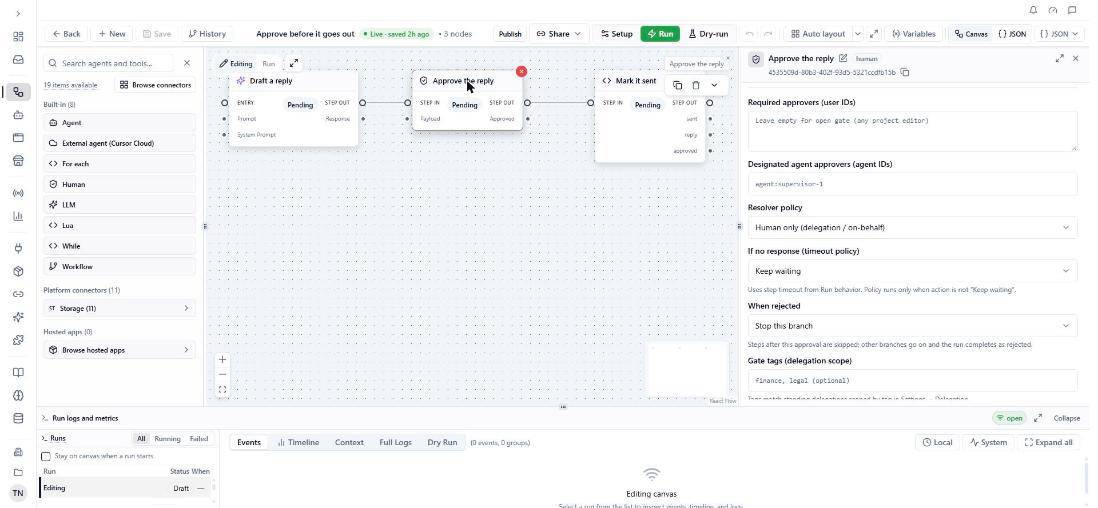 Back
New
Save
History
Approve before it goes out
Live · saved 2h ago
• 3 nodes
Publish
Share
Setup
Run
Dry-run
Auto layout
Variables
Canvas
JSON
JSON
Search agents and tools...
19 items available
Browse connectors
Built-in (8)
Agent
External agent (Cursor Cloud)
For each
Human
LLM
Lua
While
Workflow
Platform connectors (11)
ST Storage (11)
Hosted apps (0)
Browse hosted apps
TN
Editing
Run
Draft a reply
ENTRY
Pending
STEP OUT
Prompt
Response
System Prompt
Approve the reply
STEP IN
Pending
STEP OUT
Payload
Approved
Approve the reply
Mark it sent
STEP IN
Pending
STEP OUT
sent
reply
approved
React Flow
Approve the reply
human
Required approvers (user IDs)
Leave empty for open gate (any project editor)
Designated agent approvers (agent IDs)
agent:supervisor-1
Resolver policy
Human only (delegation / on-behalf)
If no response (timeout policy)
Keep waiting
Uses step timeout from Run behavior. Policy runs only when action is not "Keep waiting".
When rejected
Stop this branch
Steps after this approval are skipped; other branches go on and the run completes as rejected.
Gate tags (delegation scope)
finance, legal (optional)
Run logs and metrics
open
Collapse
Runs
All
Running
Failed
Stay on canvas when a run starts
Run
Status
When
Editing
Draft
—
Events
Timeline
Context
Full Logs
Dry Run
(0 events, 0 groups)
Local
System
Expand all
Editing canvas